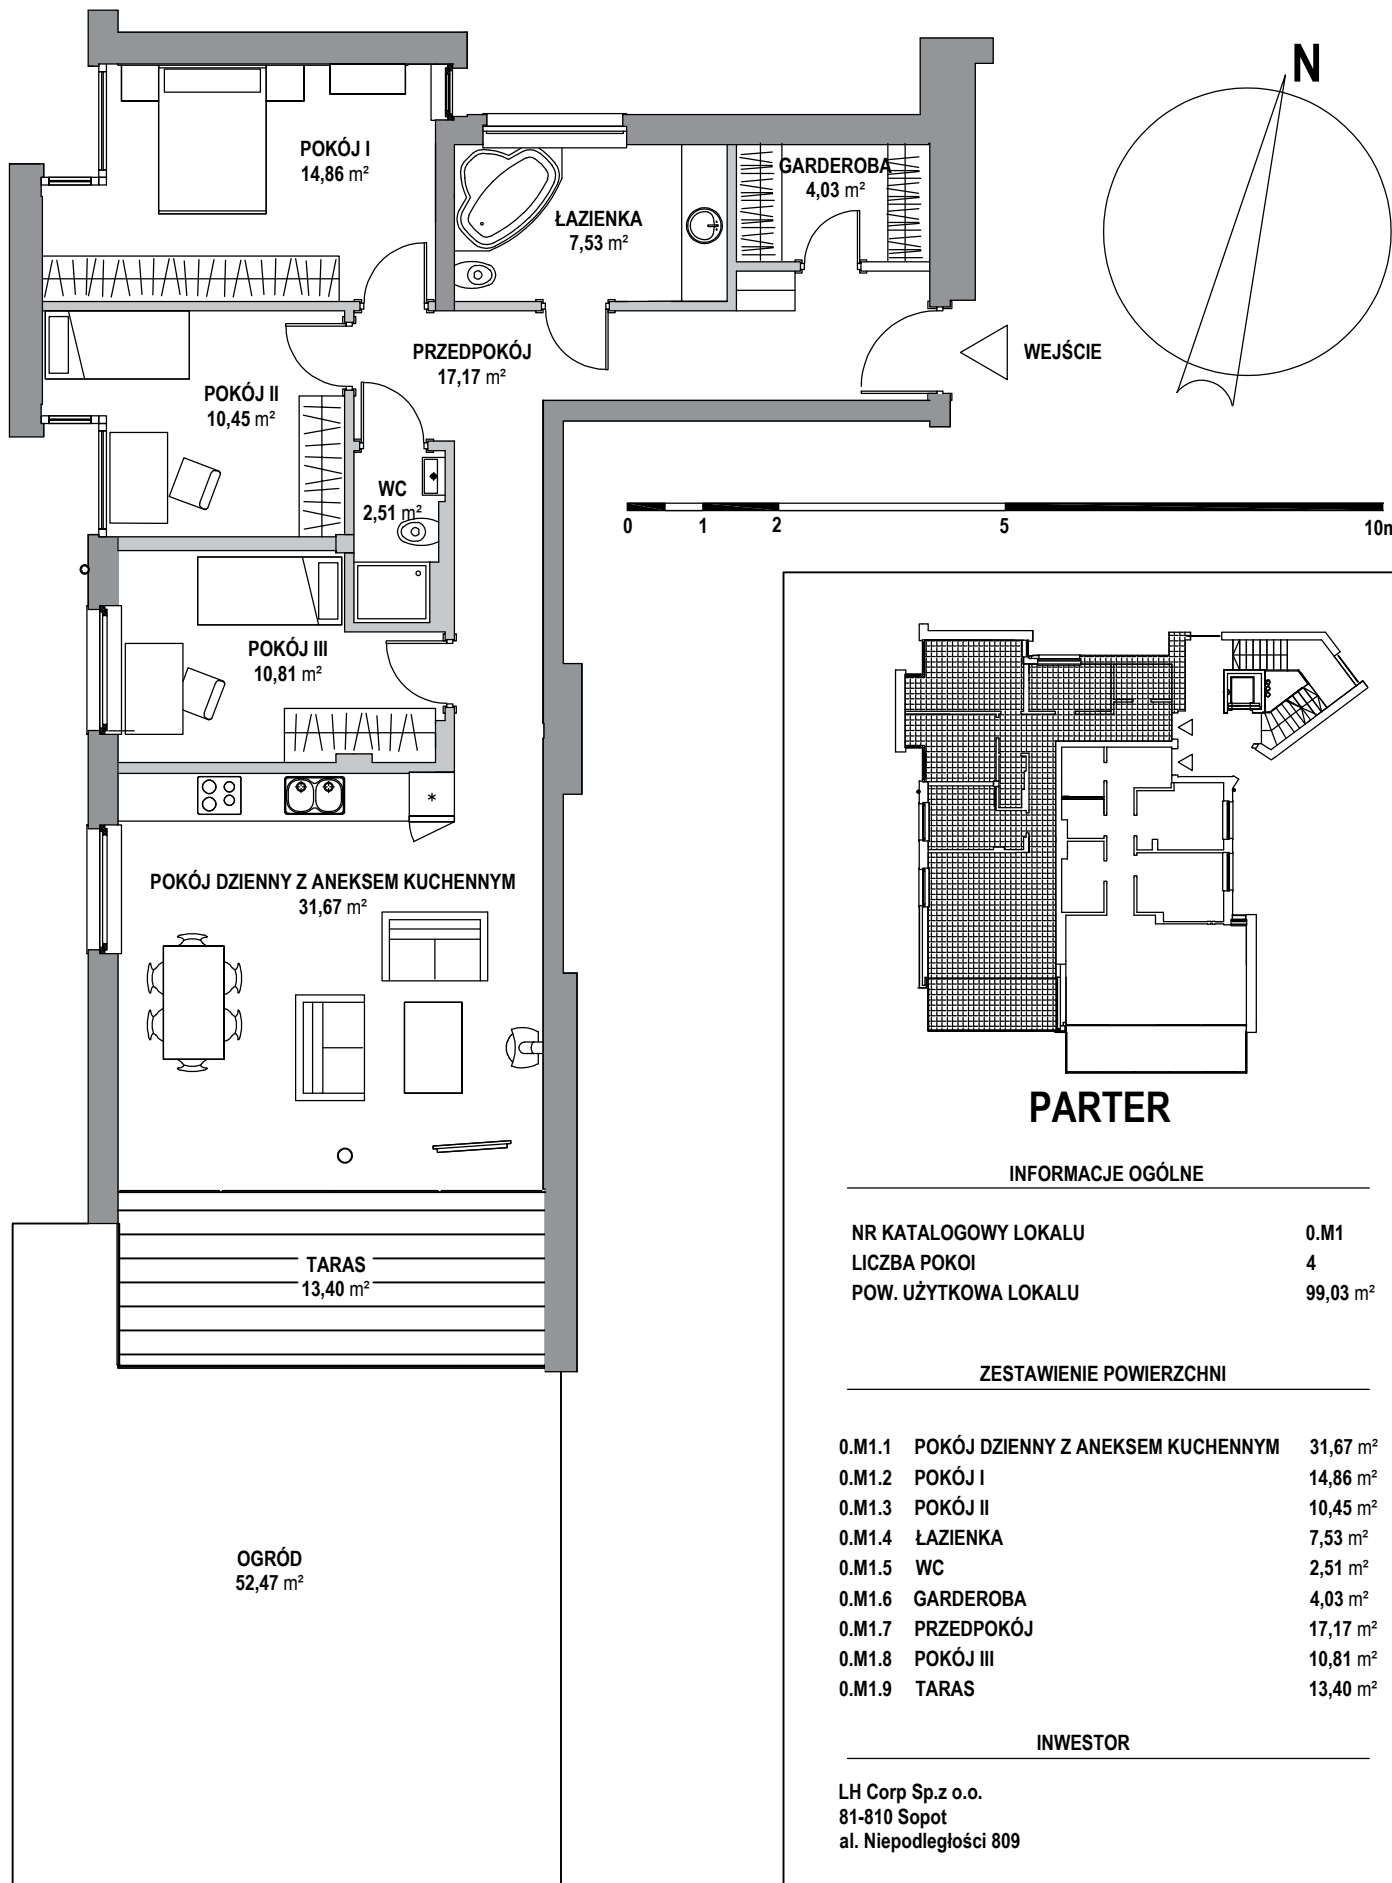 N
POKÓJ I
14,86 m²
GARDEROBA
4,03 m²
ŁAZIENKA
7,53 m²
PRZEDPOKÓJ
17,17 m²
WEJŚCIE
POKÓJ II
10,45 m²
WC
2,51 m²
0 1 2 5 10m
POKÓJ III
10,81 m²
POKÓJ DZIENNY Z ANEKSEM KUCHENNYM
31,67 m²
TARAS
13,40 m²
OGRÓD
52,47 m²
PARTER
INFORMACJE OGÓLNE
NR KATALOGOWY LOKALU 0.M1
LICZBA POKOI 4
POW. UŻYTKOWA LOKALU 99,03 m²
ZESTAWIENIE POWIERZCHNI
0.M1.1 POKÓJ DZIENNY Z ANEKSEM KUCHENNYM 31,67 m²
0.M1.2 POKÓJ I 14,86 m²
0.M1.3 POKÓJ II 10,45 m²
0.M1.4 ŁAZIENKA 7,53 m²
0.M1.5 WC 2,51 m²
0.M1.6 GARDEROBA 4,03 m²
0.M1.7 PRZEDPOKÓJ 17,17 m²
0.M1.8 POKÓJ III 10,81 m²
0.M1.9 TARAS 13,40 m²
INWESTOR
LH Corp Sp.z o.o.
81-810 Sopot
al. Niepodległości 809